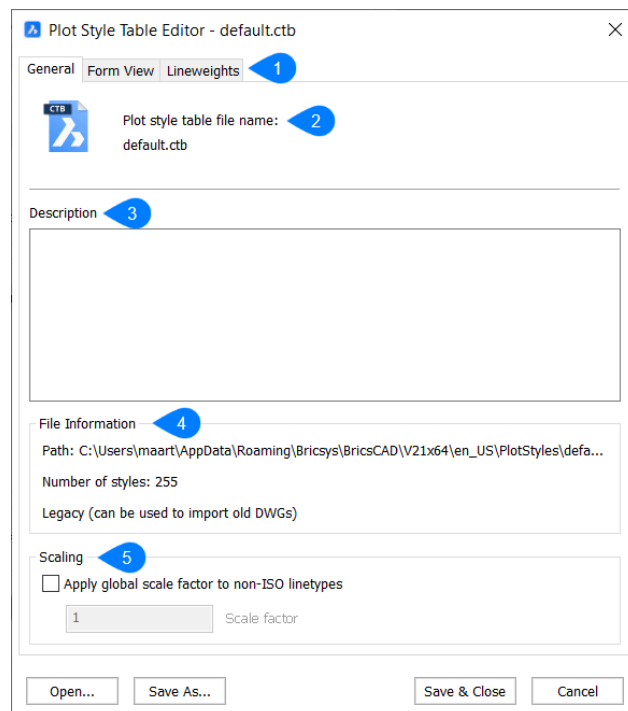 Plot Style Table Editor - default.ctb
General Form View Lineweights 1
CTB
Plot style table file name: 2
default.ctb
Description 3
File Information 4
Path: C:\Users\maart\AppData\Roaming\Bricsys\BricsCAD\V21x64\en_US\PlotStyles\defa...
Number of styles: 255
Legacy (can be used to import old DWGs)
Scaling 5
Apply global scale factor to non-ISO linetypes
1 Scale factor
Open... Save As... Save & Close Cancel